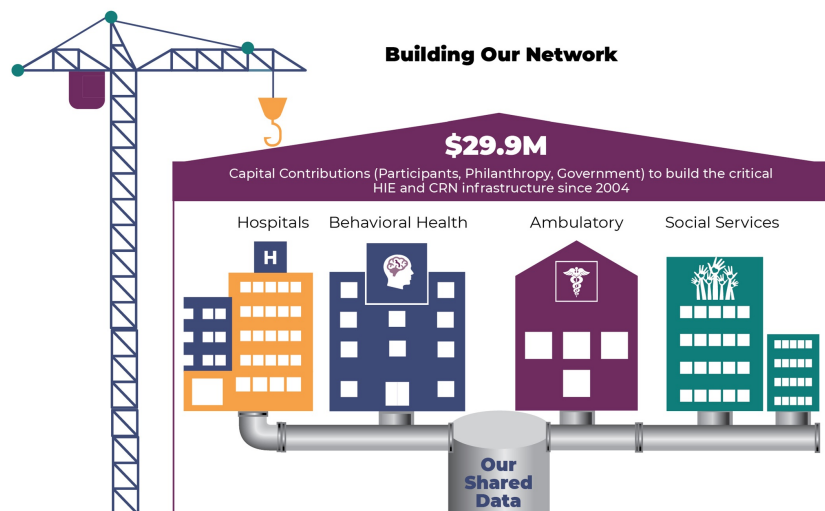 Building Our Network
$29.9M
Capital Contributions (Participants, Philanthropy, Government) to build the critical
HIE and CRN infrastructure since 2004
Hospitals
Behavioral Health
Ambulatory
Social Services
H
Our
Shared
Data